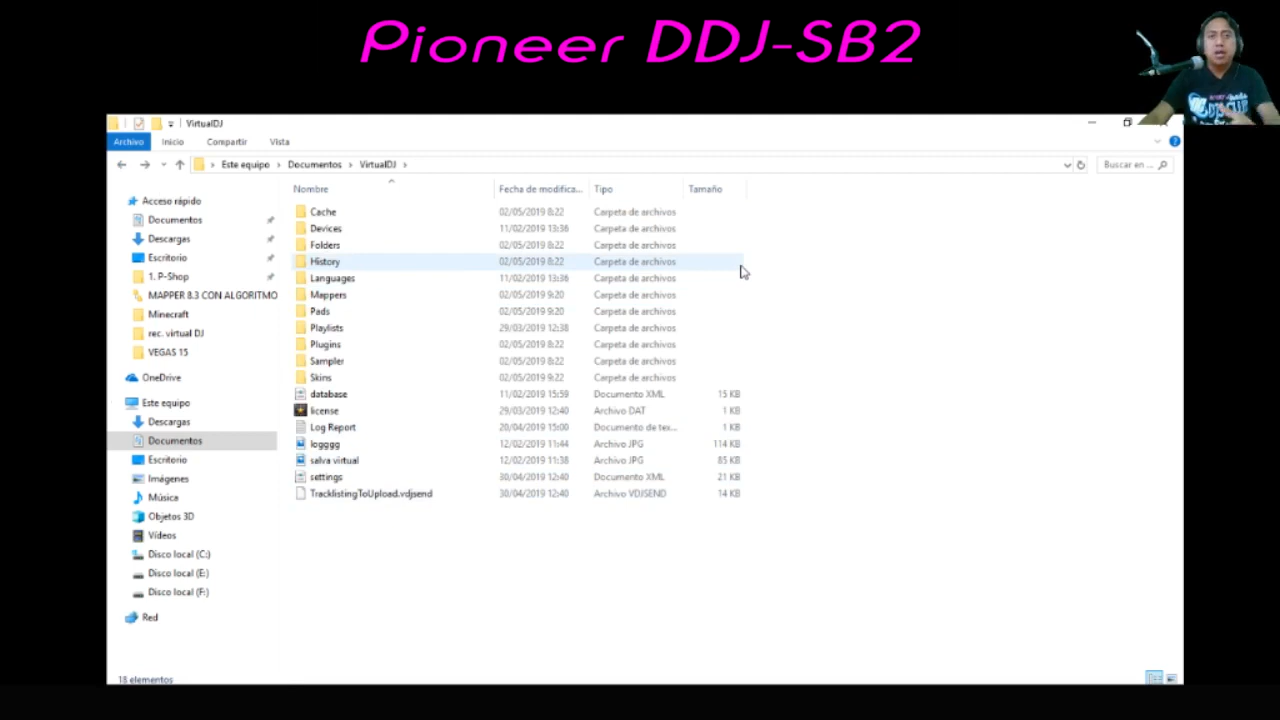 Pioneer DDJ-SB2
VirtualDJ
Archivo Inicio Compartir Vista
Este equipo Documentos VirtualDJ Buscar en ...
Nombre Fecha de modifica... Tipo Tamaño
Acceso rápido
Documentos
Descargas
Escritorio
1. P-Shop
MAPPER 8.3 CON ALGORITMO
Minecraft
rec. virtual DJ
VEGAS 15
OneDrive
Este equipo
Descargas
Documentos
Escritorio
Imágenes
Música
Objetos 3D
Vídeos
Disco local (C:)
Disco local (E:)
Disco local (F:)
Red
Cache 02/05/2019 8:22 Carpeta de archivos
Devices 11/02/2019 13:36 Carpeta de archivos
Folders 02/05/2019 8:22 Carpeta de archivos
History 02/05/2019 8:22 Carpeta de archivos
Languages 11/02/2019 13:36 Carpeta de archivos
Mappers 02/05/2019 9:20 Carpeta de archivos
Pads 02/05/2019 9:20 Carpeta de archivos
Playlists 29/03/2019 12:38 Carpeta de archivos
Plugins 02/05/2019 8:22 Carpeta de archivos
Sampler 02/05/2019 8:22 Carpeta de archivos
Skins 02/05/2019 9:22 Carpeta de archivos
database 11/02/2019 15:59 Documento XML 15 KB
license 29/03/2019 12:40 Archivo DAT 1 KB
Log Report 20/04/2019 15:00 Documento de tex... 1 KB
logggg 12/02/2019 11:44 Archivo JPG 114 KB
salva virtual 12/02/2019 11:38 Archivo JPG 85 KB
settings 30/04/2019 12:40 Documento XML 21 KB
TracklistingToUpload.vdjsend 30/04/2019 12:40 Archivo VDJSEND 14 KB
18 elementos